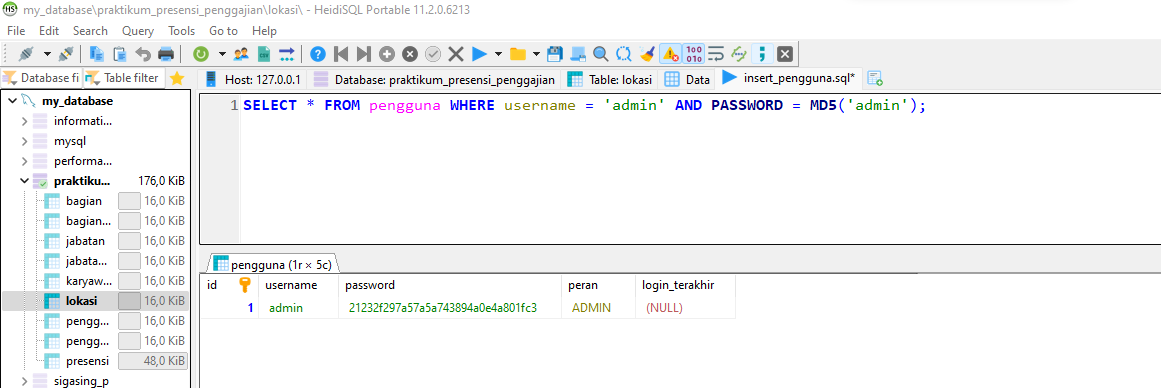 my_database\praktikum_presensi_penggajian\lokasi\ - HeidiSQL Portable 11.2.0.6213
File Edit Search Query Tools Go to Help
Database fi Table filter Host: 127.0.0.1 Database: praktikum_presensi_penggajian Table: lokasi Data insert_pengguna.sql*
my_database
informati...
mysql
performa...
praktiku... 176,0 KiB
bagian 16,0 KiB
bagian... 16,0 KiB
jabatan 16,0 KiB
jabata... 16,0 KiB
karyaw... 16,0 KiB
lokasi 16,0 KiB
pengg... 16,0 KiB
pengg... 16,0 KiB
presensi 48,0 KiB
sigasing_p
1 SELECT * FROM pengguna WHERE username = 'admin' AND PASSWORD = MD5('admin');
pengguna (1r × 5c)
id username password peran login_terakhir
1 admin 21232f297a57a5a743894a0e4a801fc3 ADMIN (NULL)